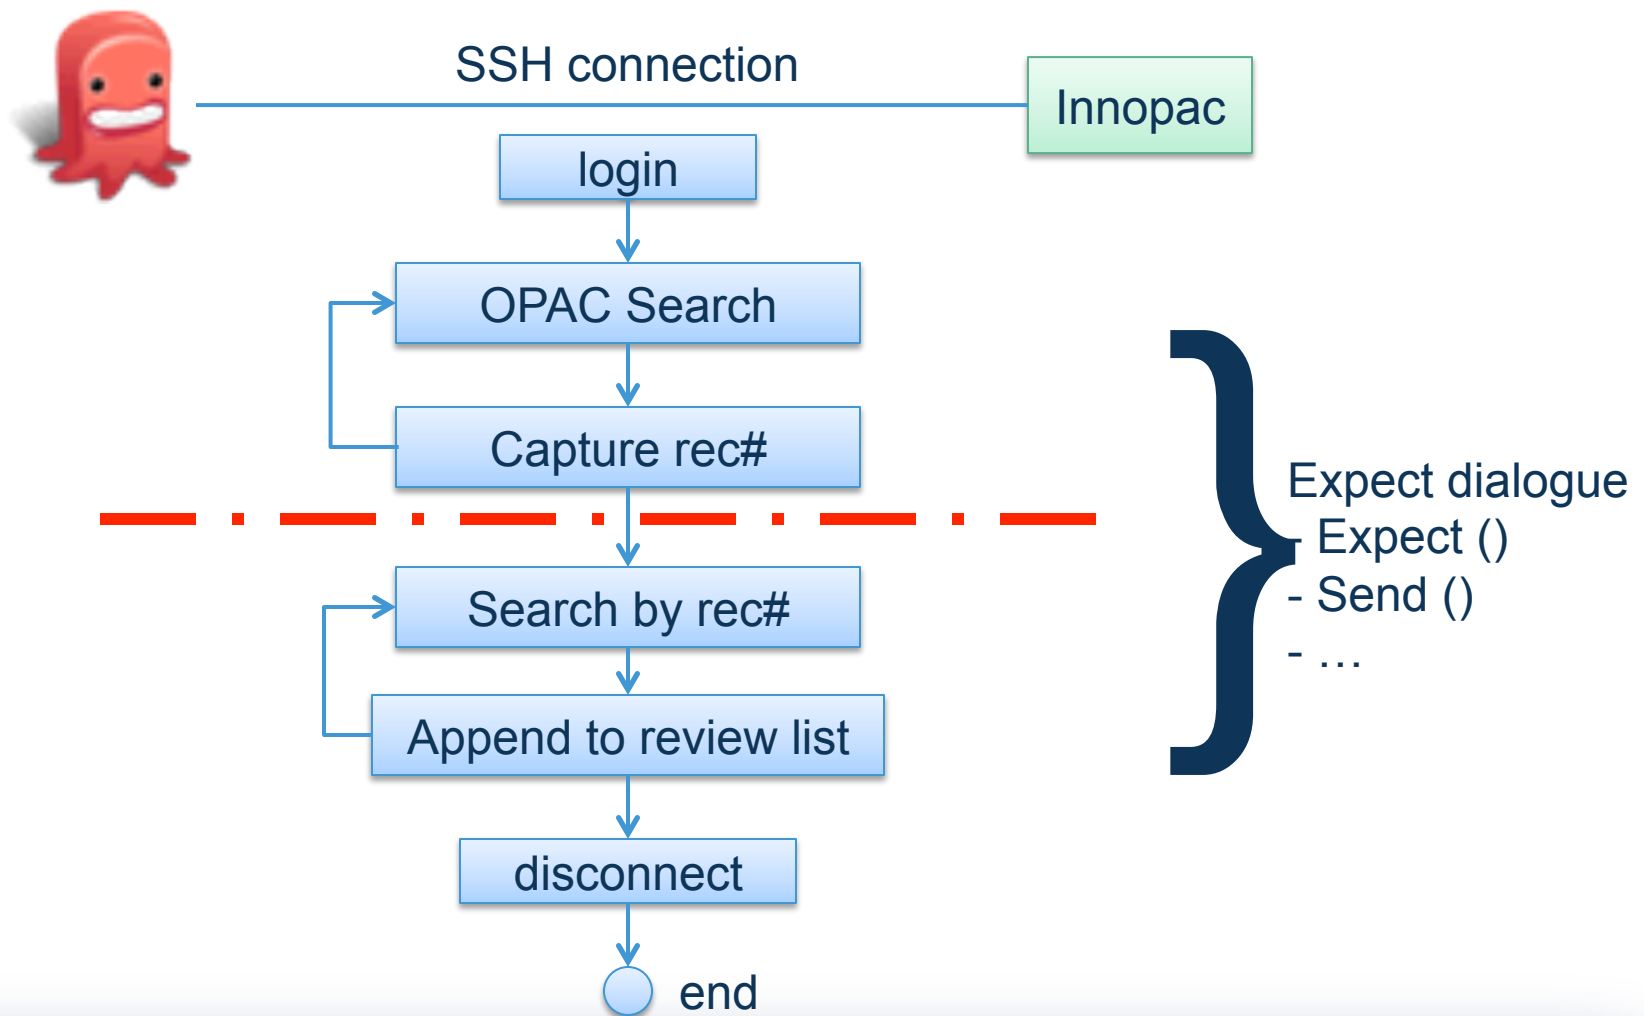 SSH connection
Innopac
login
OPAC Search
Capture rec#
Search by rec#
Append to review list
disconnect
end
Expect dialogue
- Expect ()
- Send ()
- …